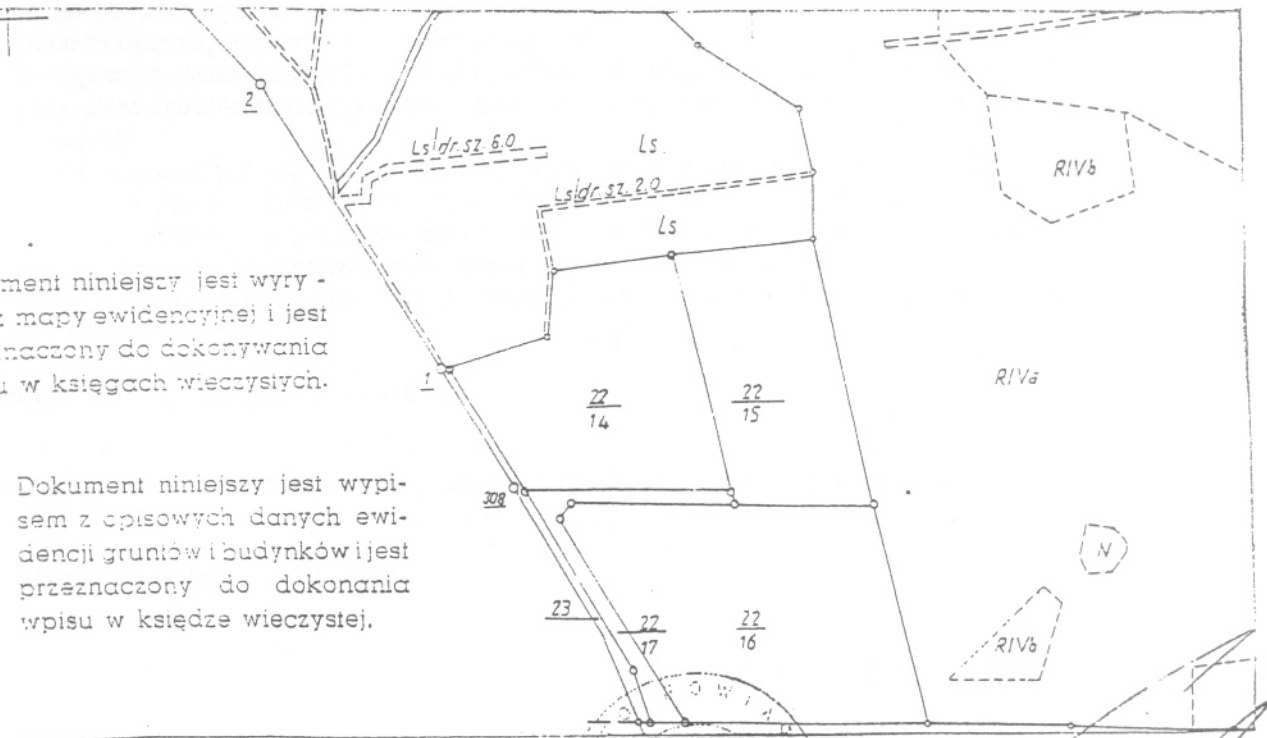 2
Ls dr. sz. 6.0
Ls
Ls dr. sz. 2.0
Ls
RIVb
ment niniejszy jest wyry-
z mapy ewidencyjnej i jest
naczony do dokonywania
u w księgach wieczystych.
1
22
14
22
15
RIVa
Dokument niniejszy jest wypi-
sem z opisowych danych ewi-
dencji gruntów i budynków i jest
przeznaczony do dokonania
wpisu w księdze wieczystej.
308
N
23
22
17
22
16
RIVb